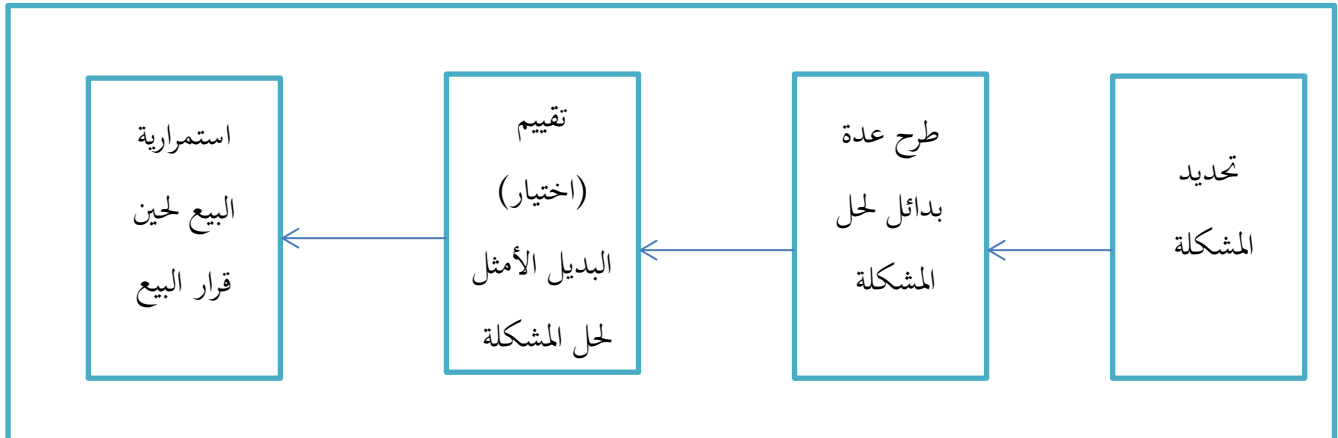 تحديد
المشكلة
طرح عدة
بدائل لحل
المشكلة
تقييم
(اختيار)
البديل الأمثل
لحل المشكلة
استمرارية
البيع لحين
قرار البيع